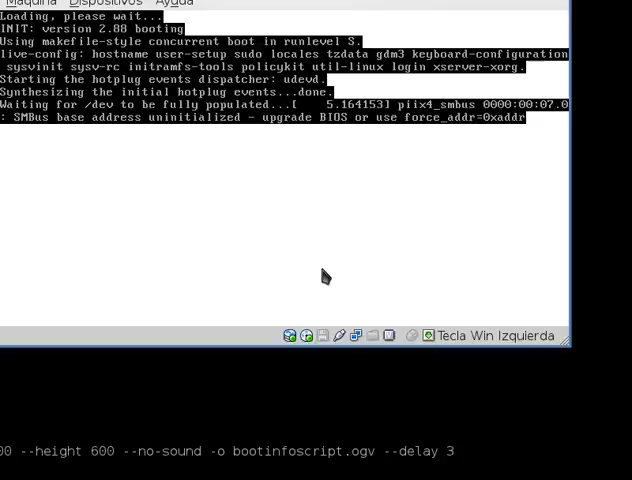 Máquina Dispositivos Ayuda
Loading, please wait...
INIT: version 2.88 booting
Using makefile-style concurrent boot in runlevel S.
live-config: hostname user-setup sudo locales tzdata gdm3 keyboard-configuration
 sysvinit sysv-rc initramfs-tools policykit util-linux login xserver-xorg.
Starting the hotplug events dispatcher: udevd.
Synthesizing the initial hotplug events...done.
Waiting for /dev to be fully populated...[    5.164153] piix4_smbus 0000:00:07.0
: SMBus base address uninitialized - upgrade BIOS or use force_addr=0xaddr
Tecla Win Izquierda
00 --height 600 --no-sound -o bootinfoscript.ogv --delay 3